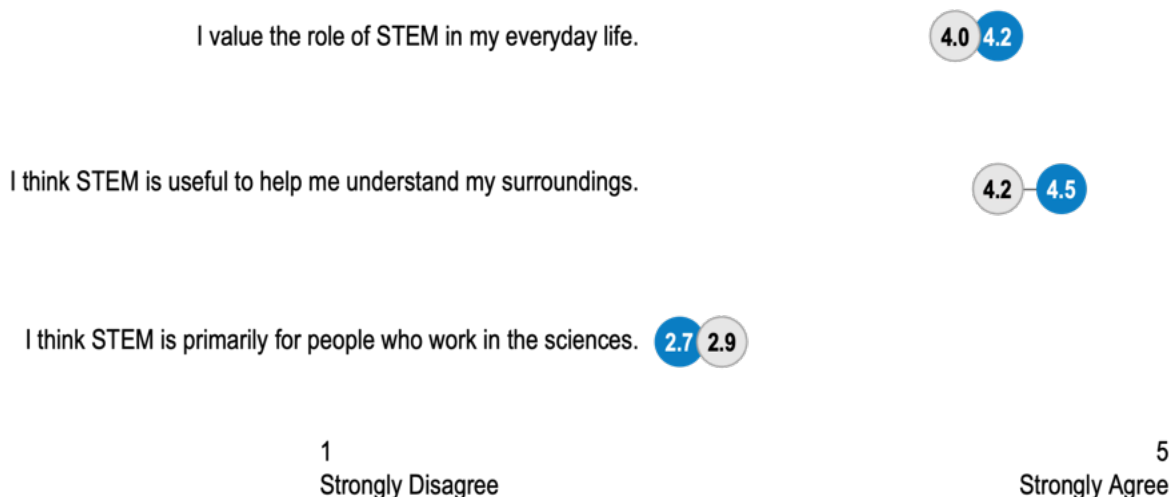 I value the role of STEM in my everyday life. 4.0 4.2
I think STEM is useful to help me understand my surroundings. 4.2 4.5
I think STEM is primarily for people who work in the sciences. 2.7 2.9
1 5
Strongly Disagree Strongly Agree